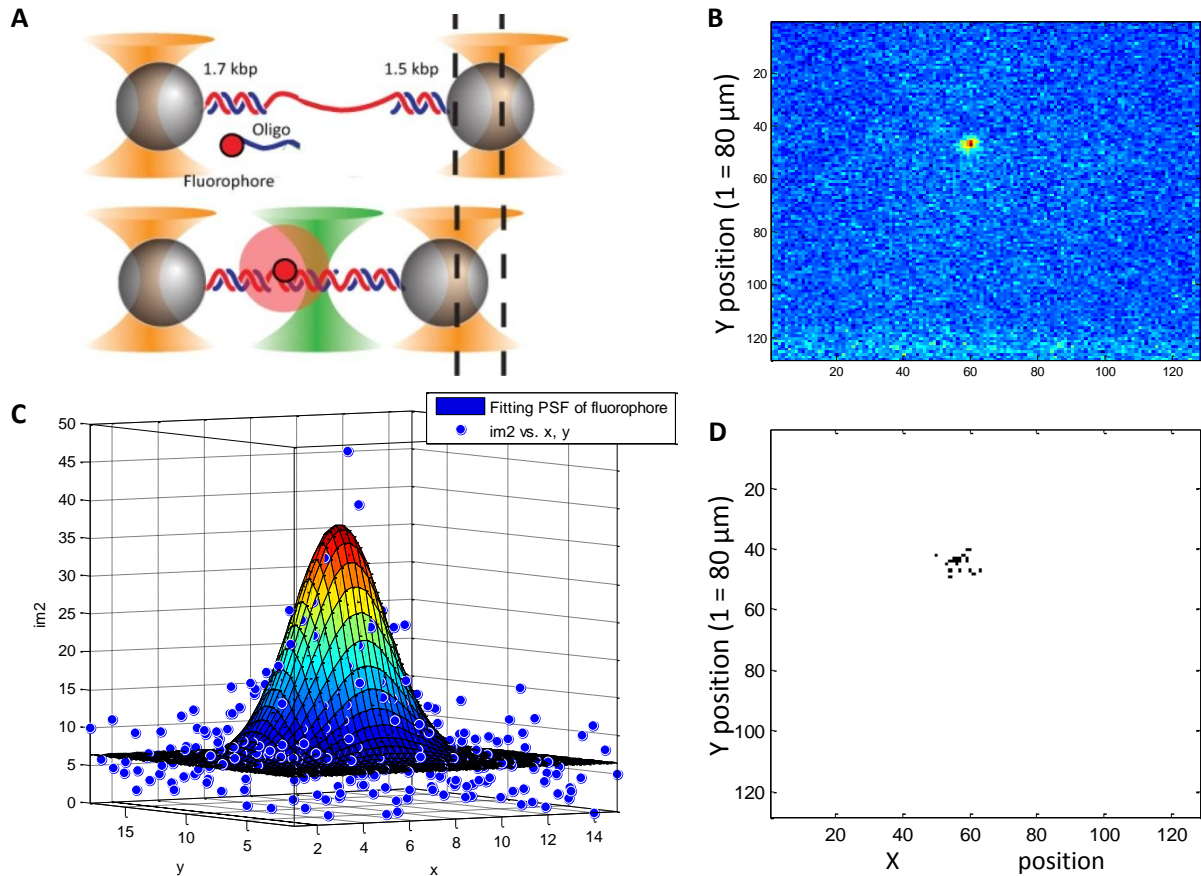 A
1.7 kbp
1.5 kbp
Oligo
Fluorophore
B
Y position (1 = 80 µm)
20
40
60
80
100
120
20
40
60
80
100
120
C
Fitting PSF of fluorophore
im2 vs. x, y
im2
50
45
40
35
30
25
20
15
10
5
0
15
10
5
y
2
4
6
8
10
12
14
x
D
Y position (1 = 80 µm)
20
40
60
80
100
120
20
40
60
80
100
120
X position